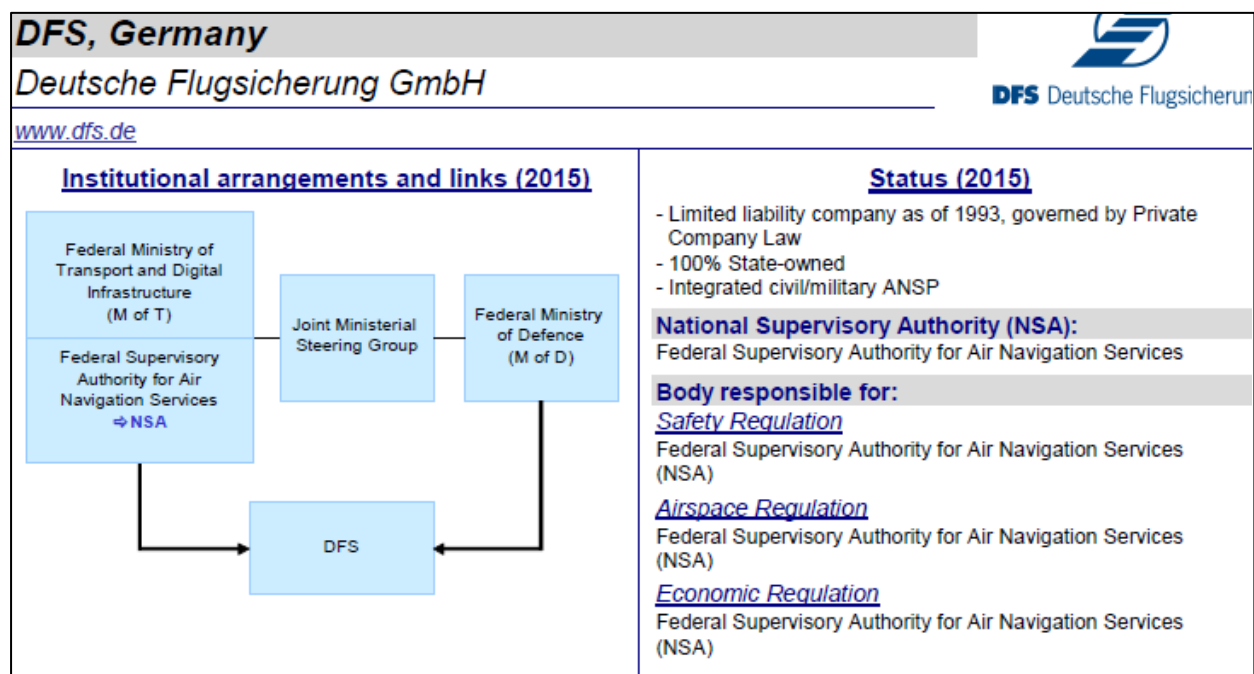 DFS, Germany
Deutsche Flugsicherung GmbH
DFS Deutsche Flugsicherun
www.dfs.de
Institutional arrangements and links (2015)
Federal Ministry of
Transport and Digital
Infrastructure
(M of T)
Federal Supervisory
Authority for Air
Navigation Services
⇨NSA
Joint Ministerial
Steering Group
Federal Ministry
of Defence
(M of D)
DFS
Status (2015)
- Limited liability company as of 1993, governed by Private
Company Law
- 100% State-owned
- Integrated civil/military ANSP
National Supervisory Authority (NSA):
Federal Supervisory Authority for Air Navigation Services
Body responsible for:
Safety Regulation
Federal Supervisory Authority for Air Navigation Services
(NSA)
Airspace Regulation
Federal Supervisory Authority for Air Navigation Services
(NSA)
Economic Regulation
Federal Supervisory Authority for Air Navigation Services
(NSA)